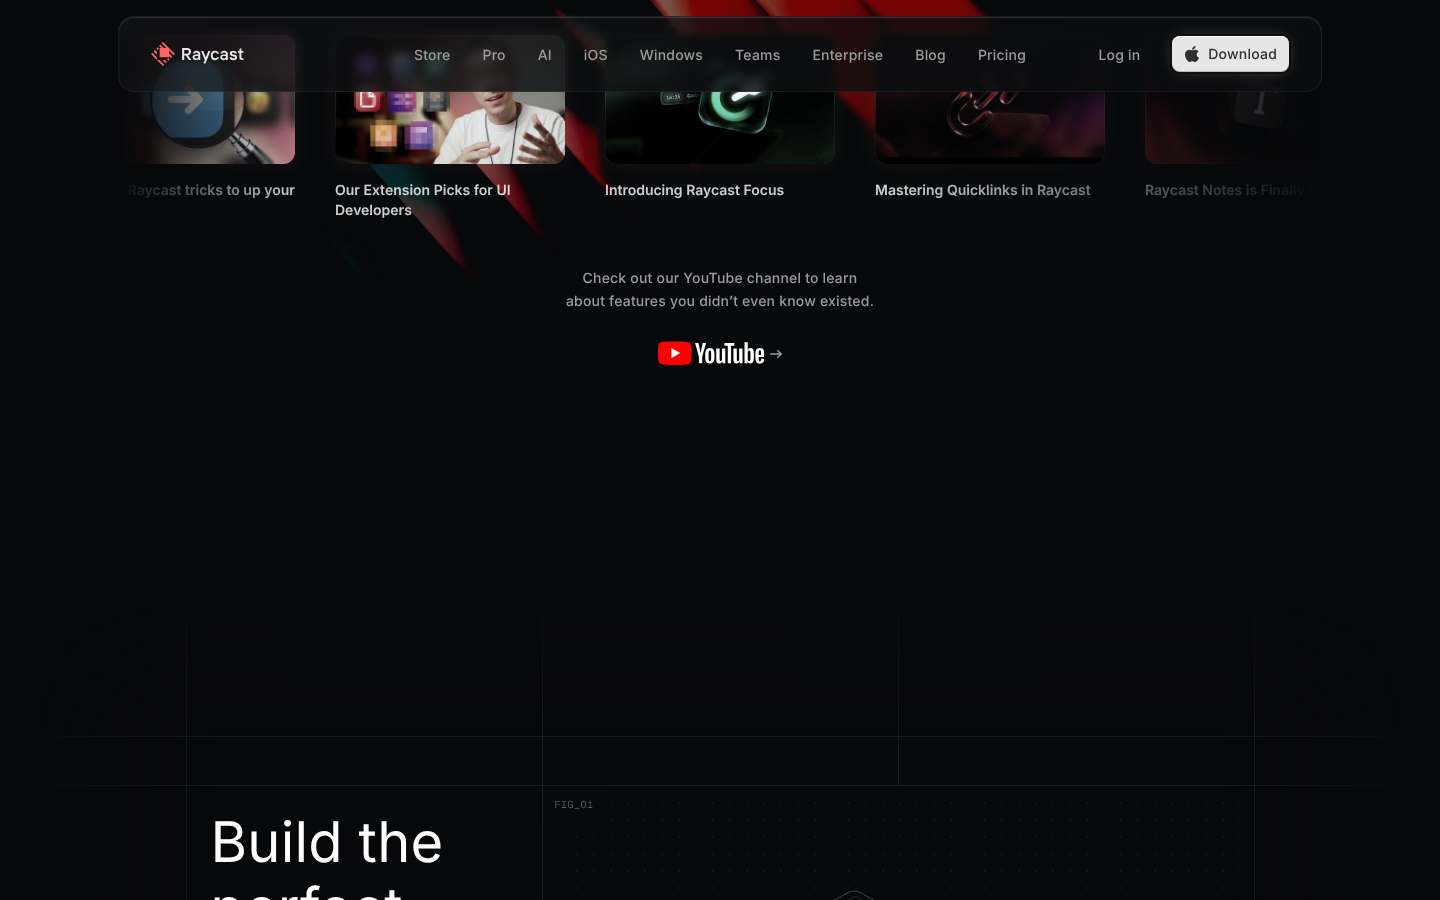 Raycast
Store
Pro
AI
iOS
Windows
Teams
Enterprise
Blog
Pricing
Log in
Download
Raycast tricks to up your
Our Extension Picks for UI
Developers
Introducing Raycast Focus
Mastering Quicklinks in Raycast
Raycast Notes is Finally
Check out our YouTube channel to learn
about features you didn’t even know existed.
YouTube →
FIG_01
Build the
perfect